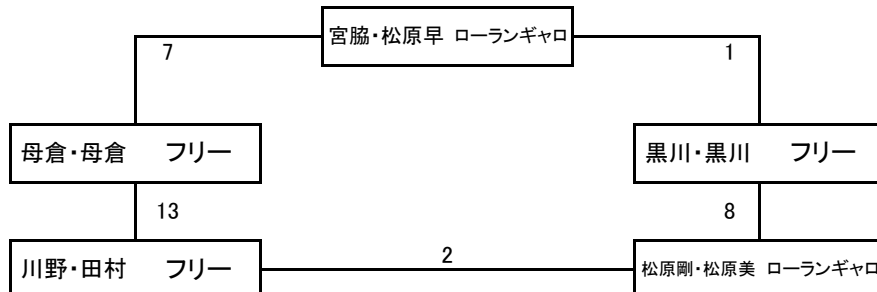 宮脇・松原早 ローランギャロ
7
1
母倉・母倉 フリー
黒川・黒川 フリー
13
8
川野・田村 フリー
2
松原剛・松原美 ローランギャロ